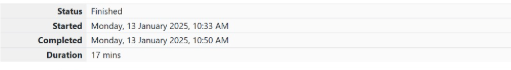 Status Finished
Started Monday, 13 January 2025, 10:33 AM
Completed Monday, 13 January 2025, 10:50 AM
Duration 17 mins